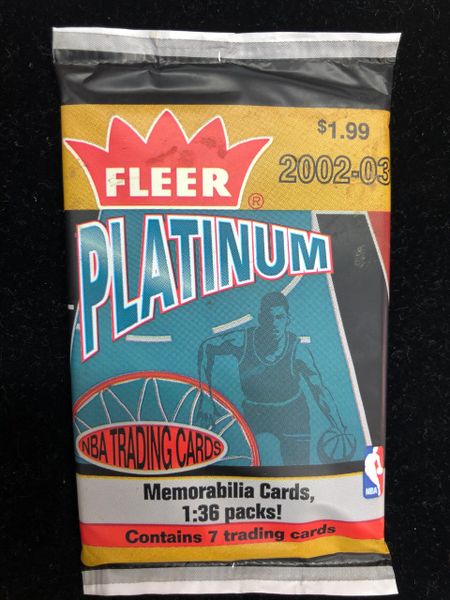 $1.99
FLEER®
2002-03
PLATINUM
NBA TRADING CARDS
NBA
Memorabilia Cards,
1:36 packs!
Contains 7 trading cards